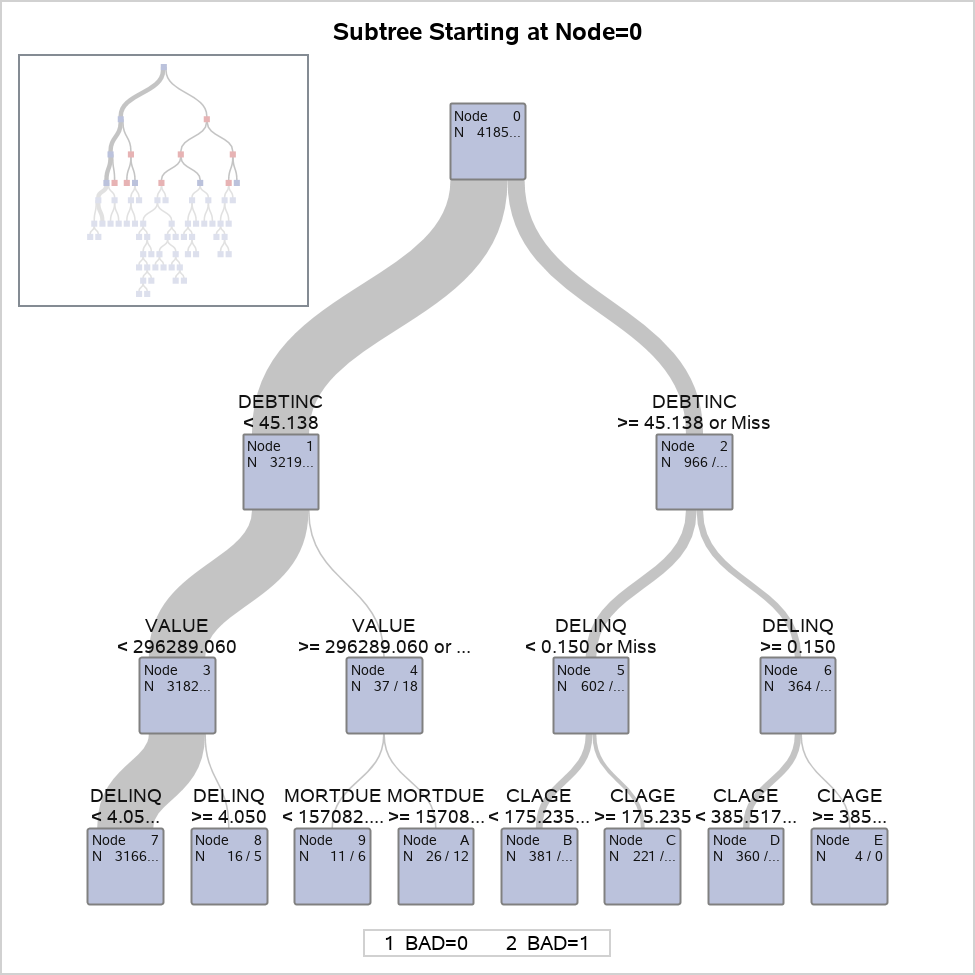 Subtree Starting at Node=0
Node 0
N 4185...
DEBTINC
< 45.138
DEBTINC
>= 45.138 or Miss
Node 1
N 3219...
Node 2
N 966 /...
VALUE
< 296289.060
VALUE
>= 296289.060 or ...
DELINQ
< 0.150 or Miss
DELINQ
>= 0.150
Node 3
N 3182...
Node 4
N 37 / 18
Node 5
N 602 /...
Node 6
N 364 /...
DELINQ
< 4.05...
DELINQ
>= 4.050
MORTDUE
< 157082....
MORTDUE
>= 15708...
CLAGE
< 175.235...
CLAGE
>= 175.235
CLAGE
< 385.517...
CLAGE
>= 385...
Node 7
N 3166...
Node 8
N 16 / 5
Node 9
N 11 / 6
Node A
N 26 / 12
Node B
N 381 /...
Node C
N 221 /...
Node D
N 360 /...
Node E
N 4 / 0
1 BAD=0 2 BAD=1